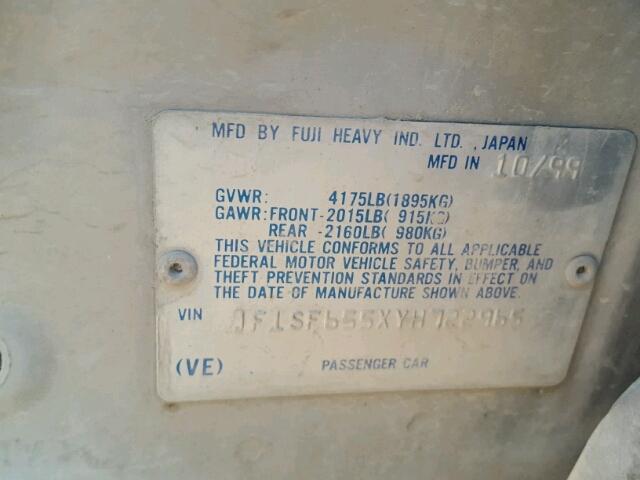 MFD BY FUJI HEAVY IND. LTD., JAPAN
MFD IN 10/99
GVWR: 4175LB(1895KG)
GAWR:FRONT-2015LB( 915KG)
REAR -2160LB( 980KG)
THIS VEHICLE CONFORMS TO ALL APPLICABLE
FEDERAL MOTOR VEHICLE SAFETY, BUMPER, AND
THEFT PREVENTION STANDARDS IN EFFECT ON
THE DATE OF MANUFACTURE SHOWN ABOVE.
VIN JF1SF655XYH722965
(VE) PASSENGER CAR